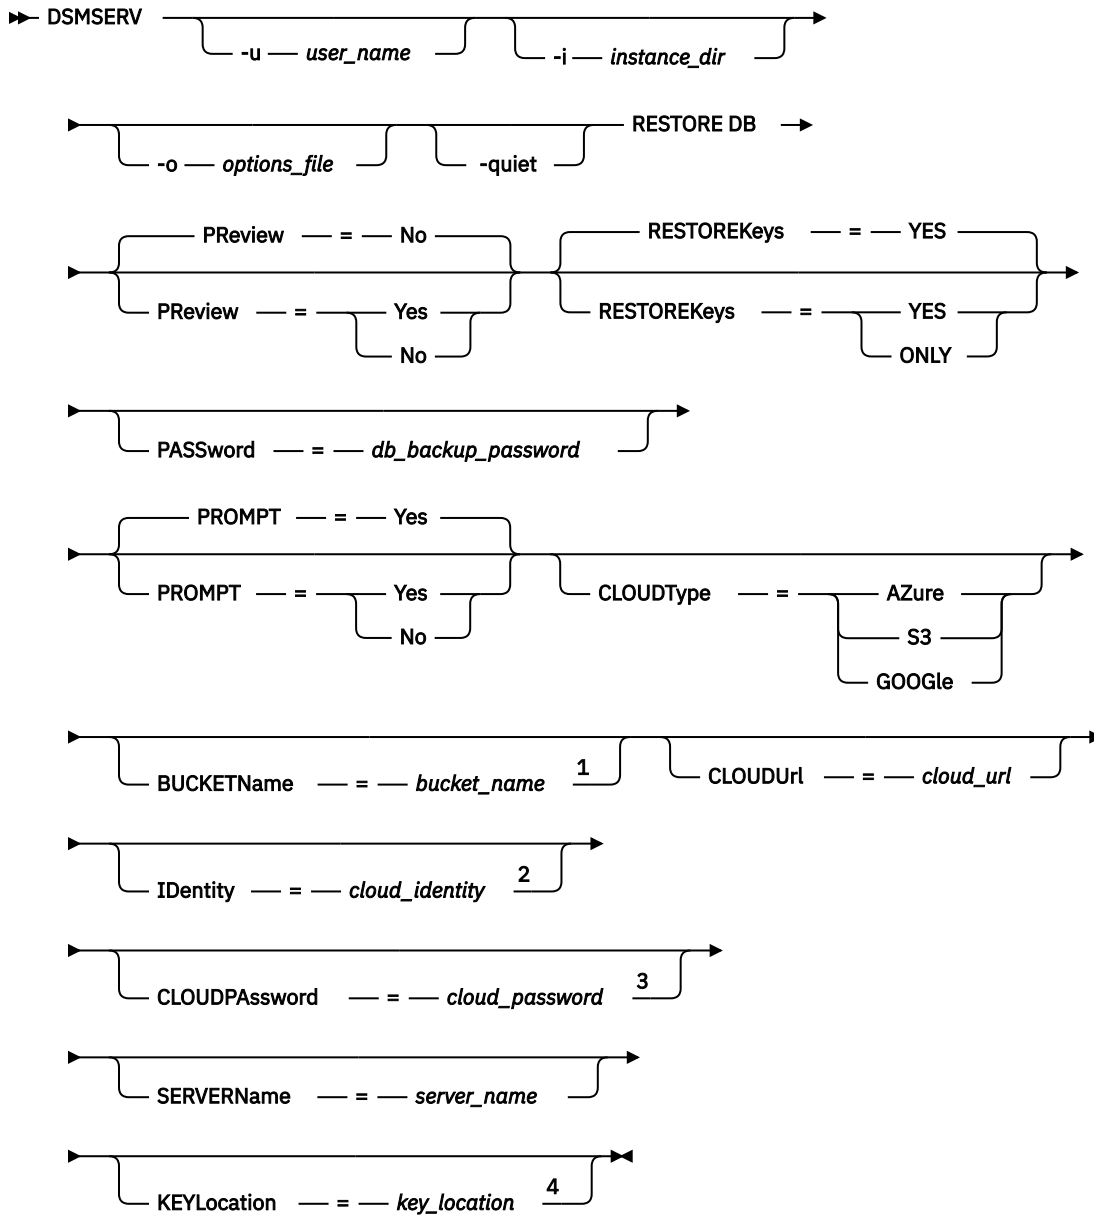 DSMSERV
-u user_name -i instance_dir
RESTORE DB
-o options_file -quiet
PReview = No RESTOREKeys = YES
PReview = Yes RESTOREKeys = YES
No ONLY
PASSword = db_backup_password
PROMPT = Yes
PROMPT = Yes CLOUDType = AZure
No S3
GOOGle
BUCKETName = bucket_name 1 CLOUDUrl = cloud_url
IDentity = cloud_identity 2
CLOUDPAssword = cloud_password 3
SERVERName = server_name
KEYLocation = key_location 4